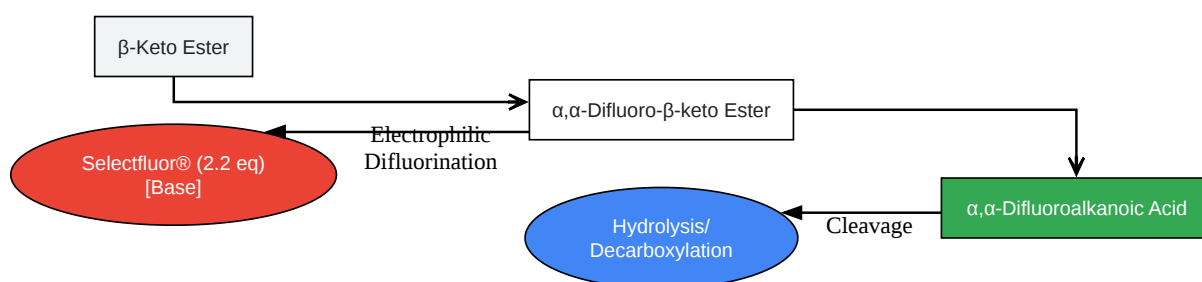 β-Keto Ester
α,α-Difluoro-β-keto Ester
Electrophilic
Difluorination
Selectfluor® (2.2 eq)
[Base]
α,α-Difluoroalkanoic Acid
Cleavage
Hydrolysis/
Decarboxylation